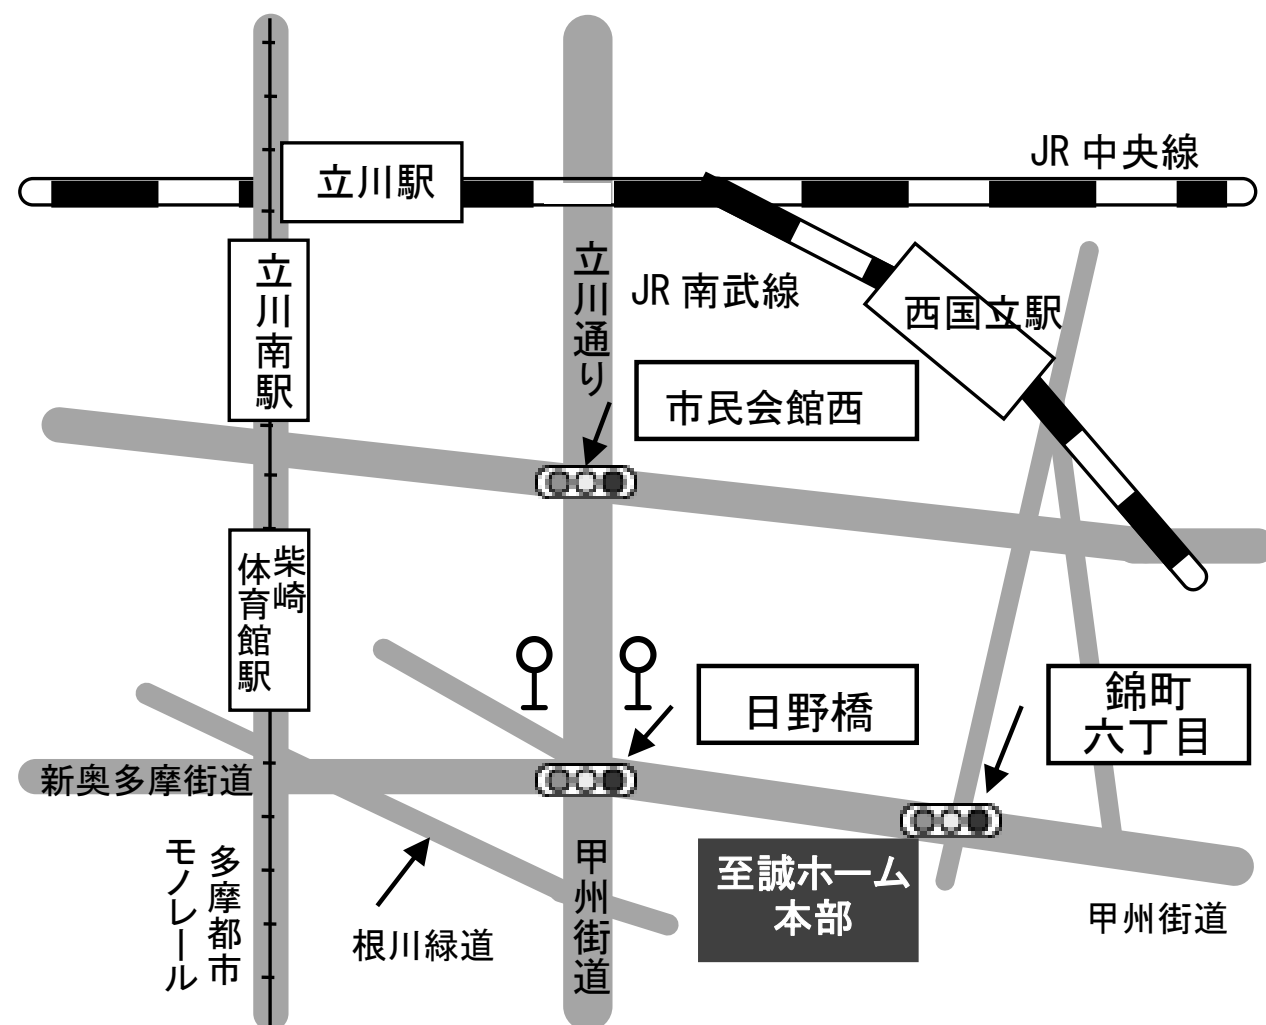 JR 中央線
立川駅
立川南駅
立川通り
JR 南武線
西国立駅
市民会館西
柴崎
体育館駅
日野橋
錦町
六丁目
新奥多摩街道
多摩都市
モノレール
根川緑道
甲州街道
至誠ホーム
本部
甲州街道